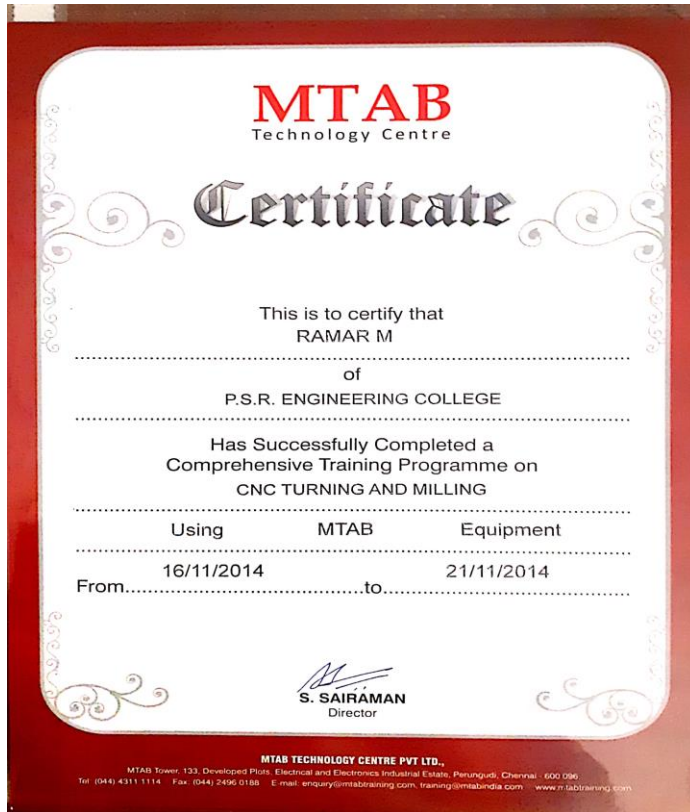 MTAB
Technology Centre
Certificate
This is to certify that
RAMAR M
of
P.S.R. ENGINEERING COLLEGE
Has Successfully Completed a
Comprehensive Training Programme on
CNC TURNING AND MILLING
Using MTAB Equipment
16/11/2014 21/11/2014
From to
S. SAIRAMAN
Director
MTAB TECHNOLOGY CENTRE PVT LTD.,
MTAB Tower, 133, Developed Plots, Electrical and Electronics Industrial Estate, Perungudi, Chennai - 600 096
Tel (044) 4311 1114 Fax: (044) 2496 0188 E-mail: enquiry@mtabtraining.com, training@mtabindia.com www.mtabtraining.com